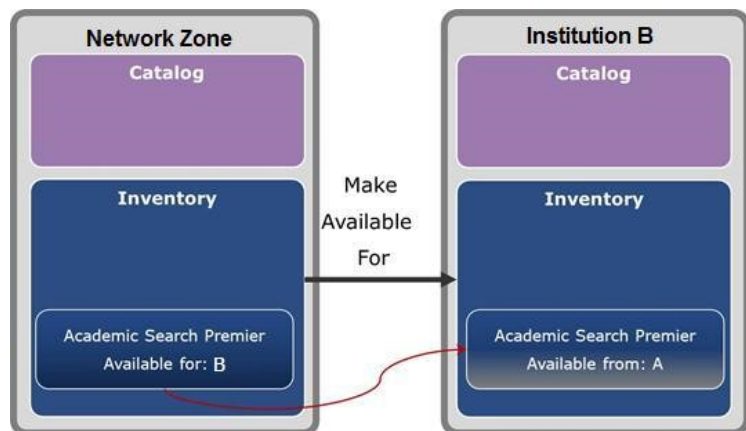 Network Zone
Catalog
Inventory
Academic Search Premier
Available for: B
Make
Available
For
Institution B
Catalog
Inventory
Academic Search Premier
Available from: A